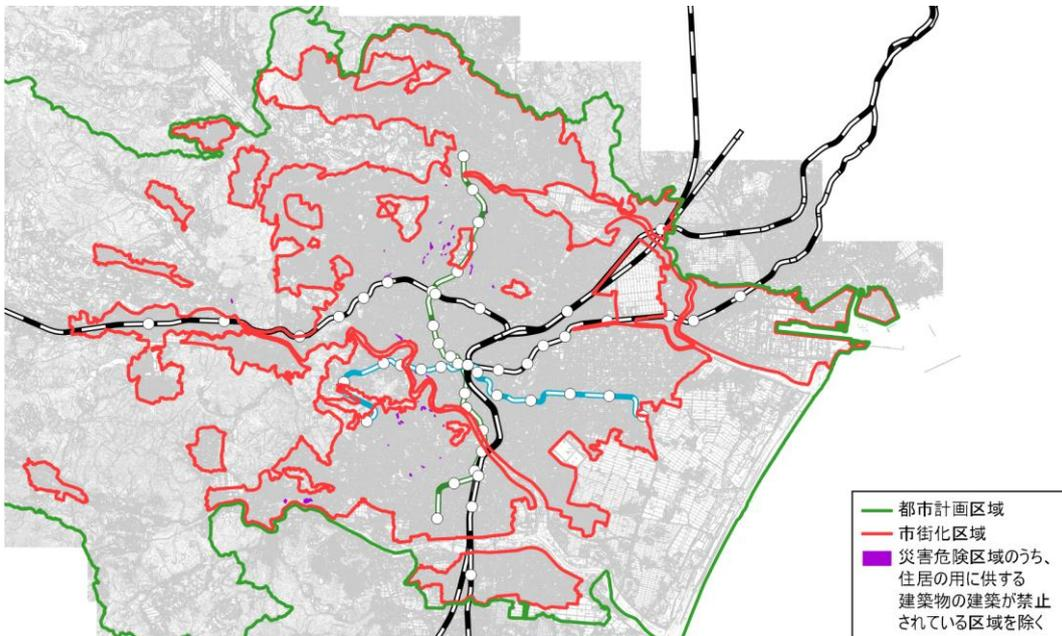 都市計画区域
市街化区域
災害危険区域のうち、
住居の用に供する
建築物の建築が禁止
されている区域を除く